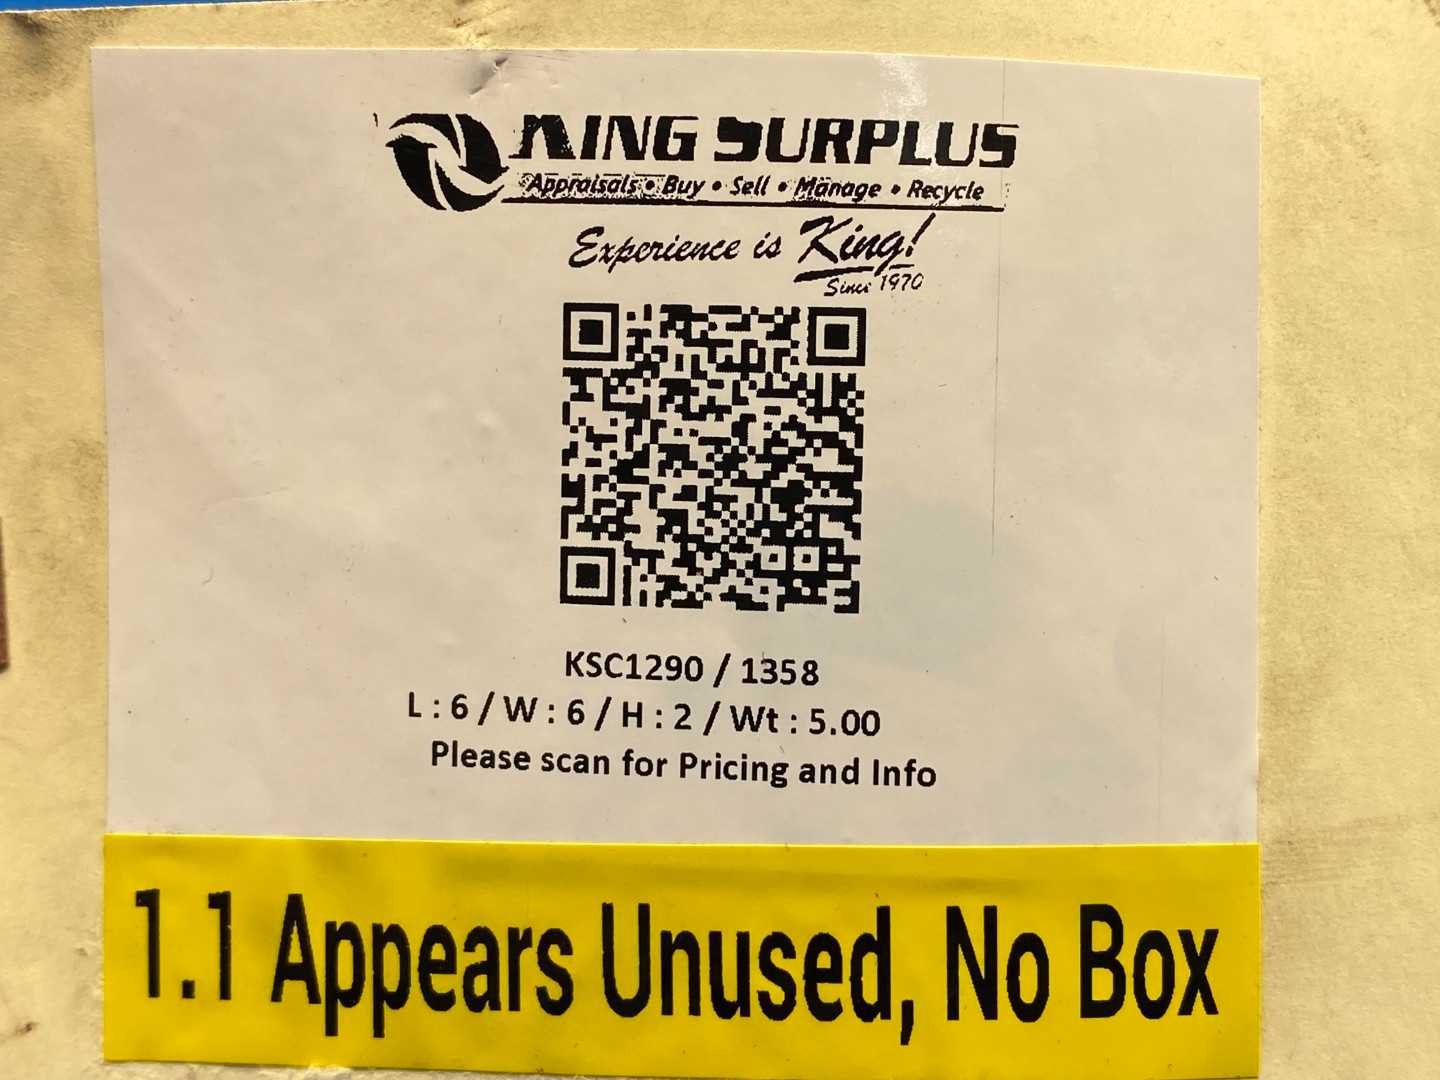 KING SURPLUS
Appraisals • Buy • Sell • Manage • Recycle
Experience is King!
Since 1970
KSC1290 / 1358
L : 6 / W : 6 / H : 2 / Wt : 5.00
Please scan for Pricing and Info
1.1 Appears Unused, No Box